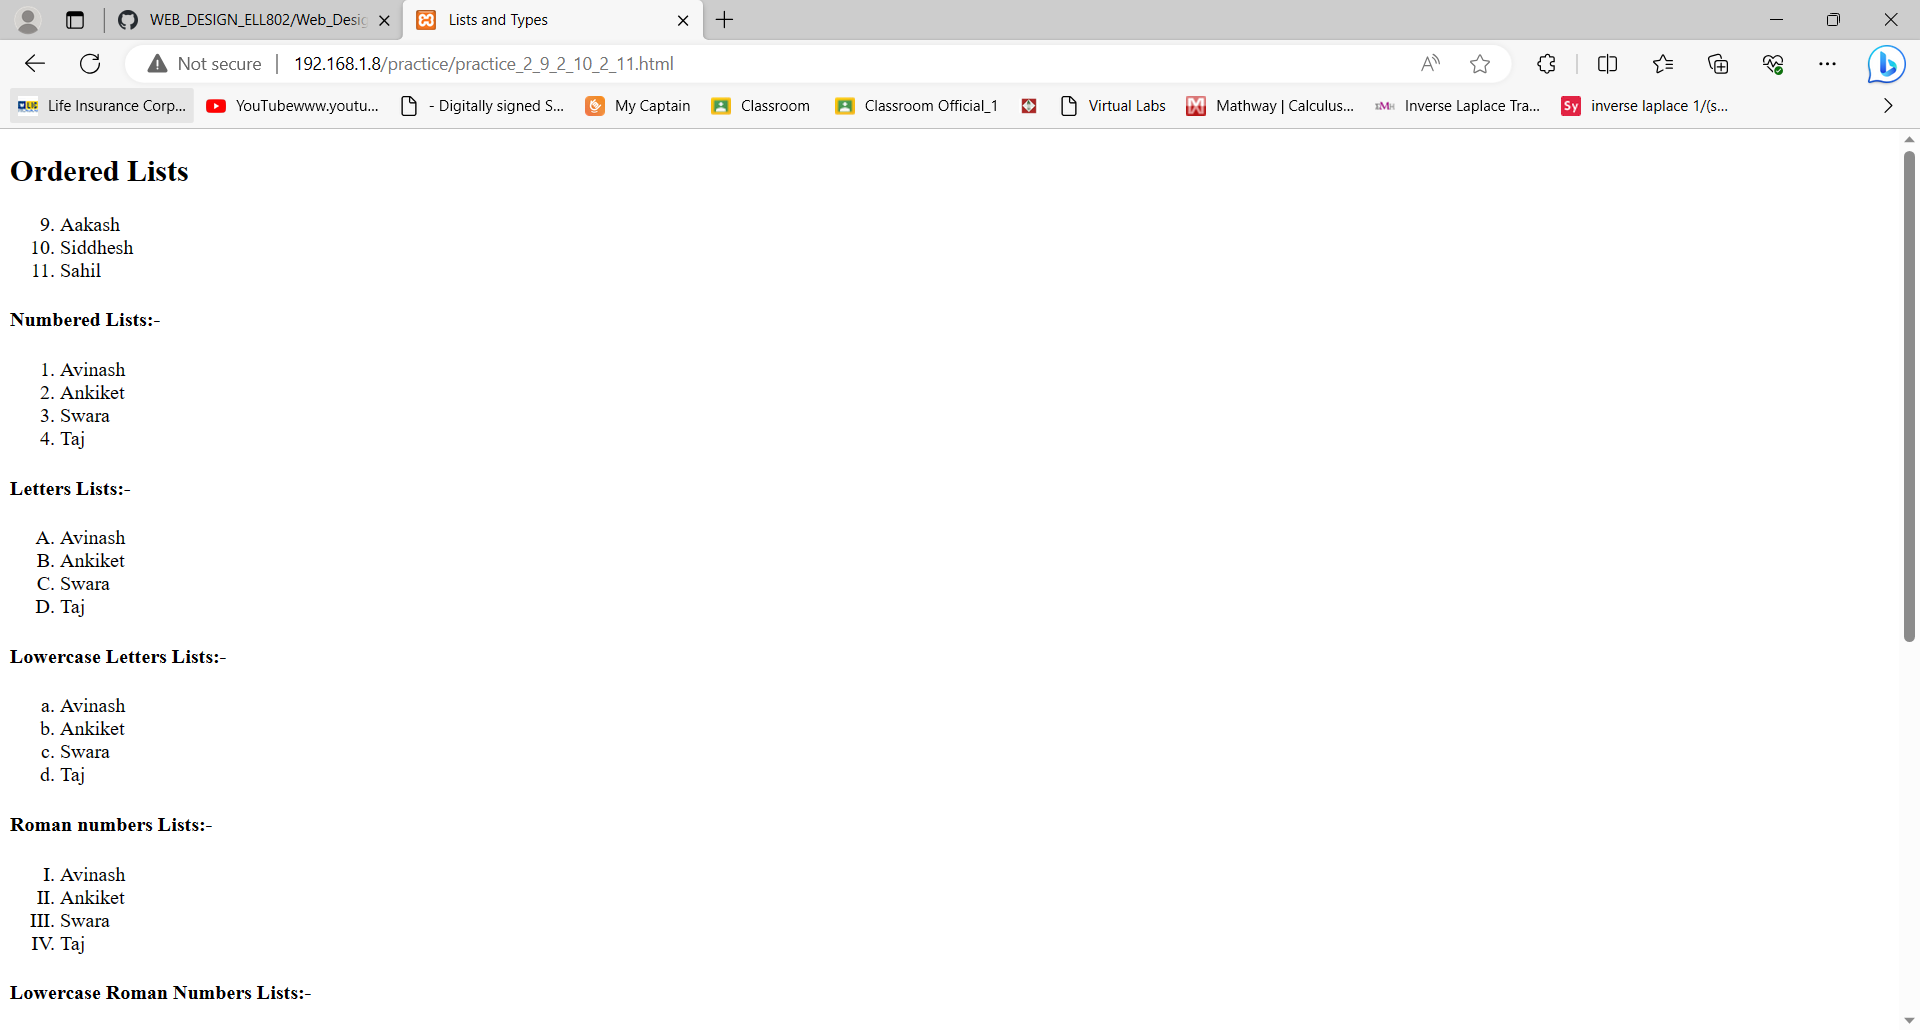 WEB_DESIGN_ELL802/Web_Desig
Lists and Types
Not secure
192.168.1.8/practice/practice_2_9_2_10_2_11.html
Life Insurance Corp...
YouTubewww.youtu...
- Digitally signed S...
My Captain
Classroom
Classroom Official_1
Virtual Labs
Mathway | Calculus...
Inverse Laplace Tra...
Sy inverse laplace 1/(s...
Ordered Lists
9. Aakash
10. Siddhesh
11. Sahil
Numbered Lists:-
1. Avinash
2. Ankiket
3. Swara
4. Taj
Letters Lists:-
A. Avinash
B. Ankiket
C. Swara
D. Taj
Lowercase Letters Lists:-
a. Avinash
b. Ankiket
c. Swara
d. Taj
Roman numbers Lists:-
I. Avinash
II. Ankiket
III. Swara
IV. Taj
Lowercase Roman Numbers Lists:-